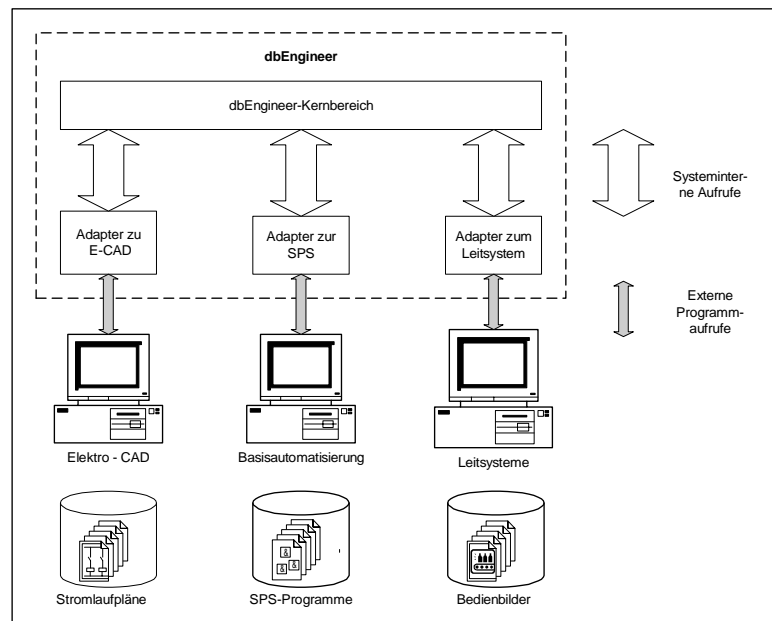 dbEngineer
dbEngineer-Kernbereich
Systeminter-
ne Aufrufe
Adapter zu
E-CAD
Adapter zur
SPS
Adapter zum
Leitsystem
Externe
Programm-
aufrufe
Elektro - CAD
Basisautomatisierung
Leitsysteme
Stromlaufpläne
SPS-Programme
Bedienbilder